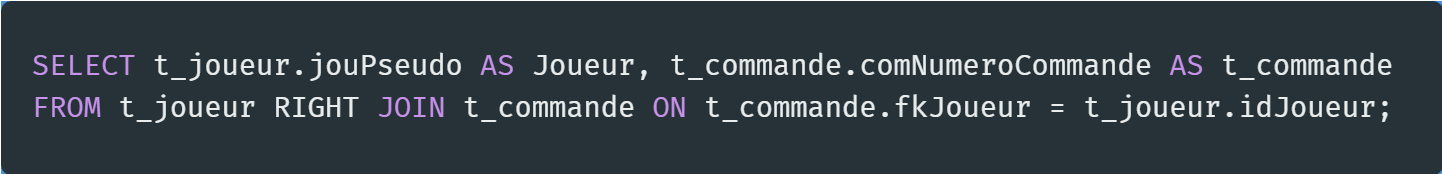 SELECT t_joueur.jouPseudo AS Joueur, t_commande.comNumeroCommande AS t_commande
FROM t_joueur RIGHT JOIN t_commande ON t_commande.fkJoueur = t_joueur.idJoueur;